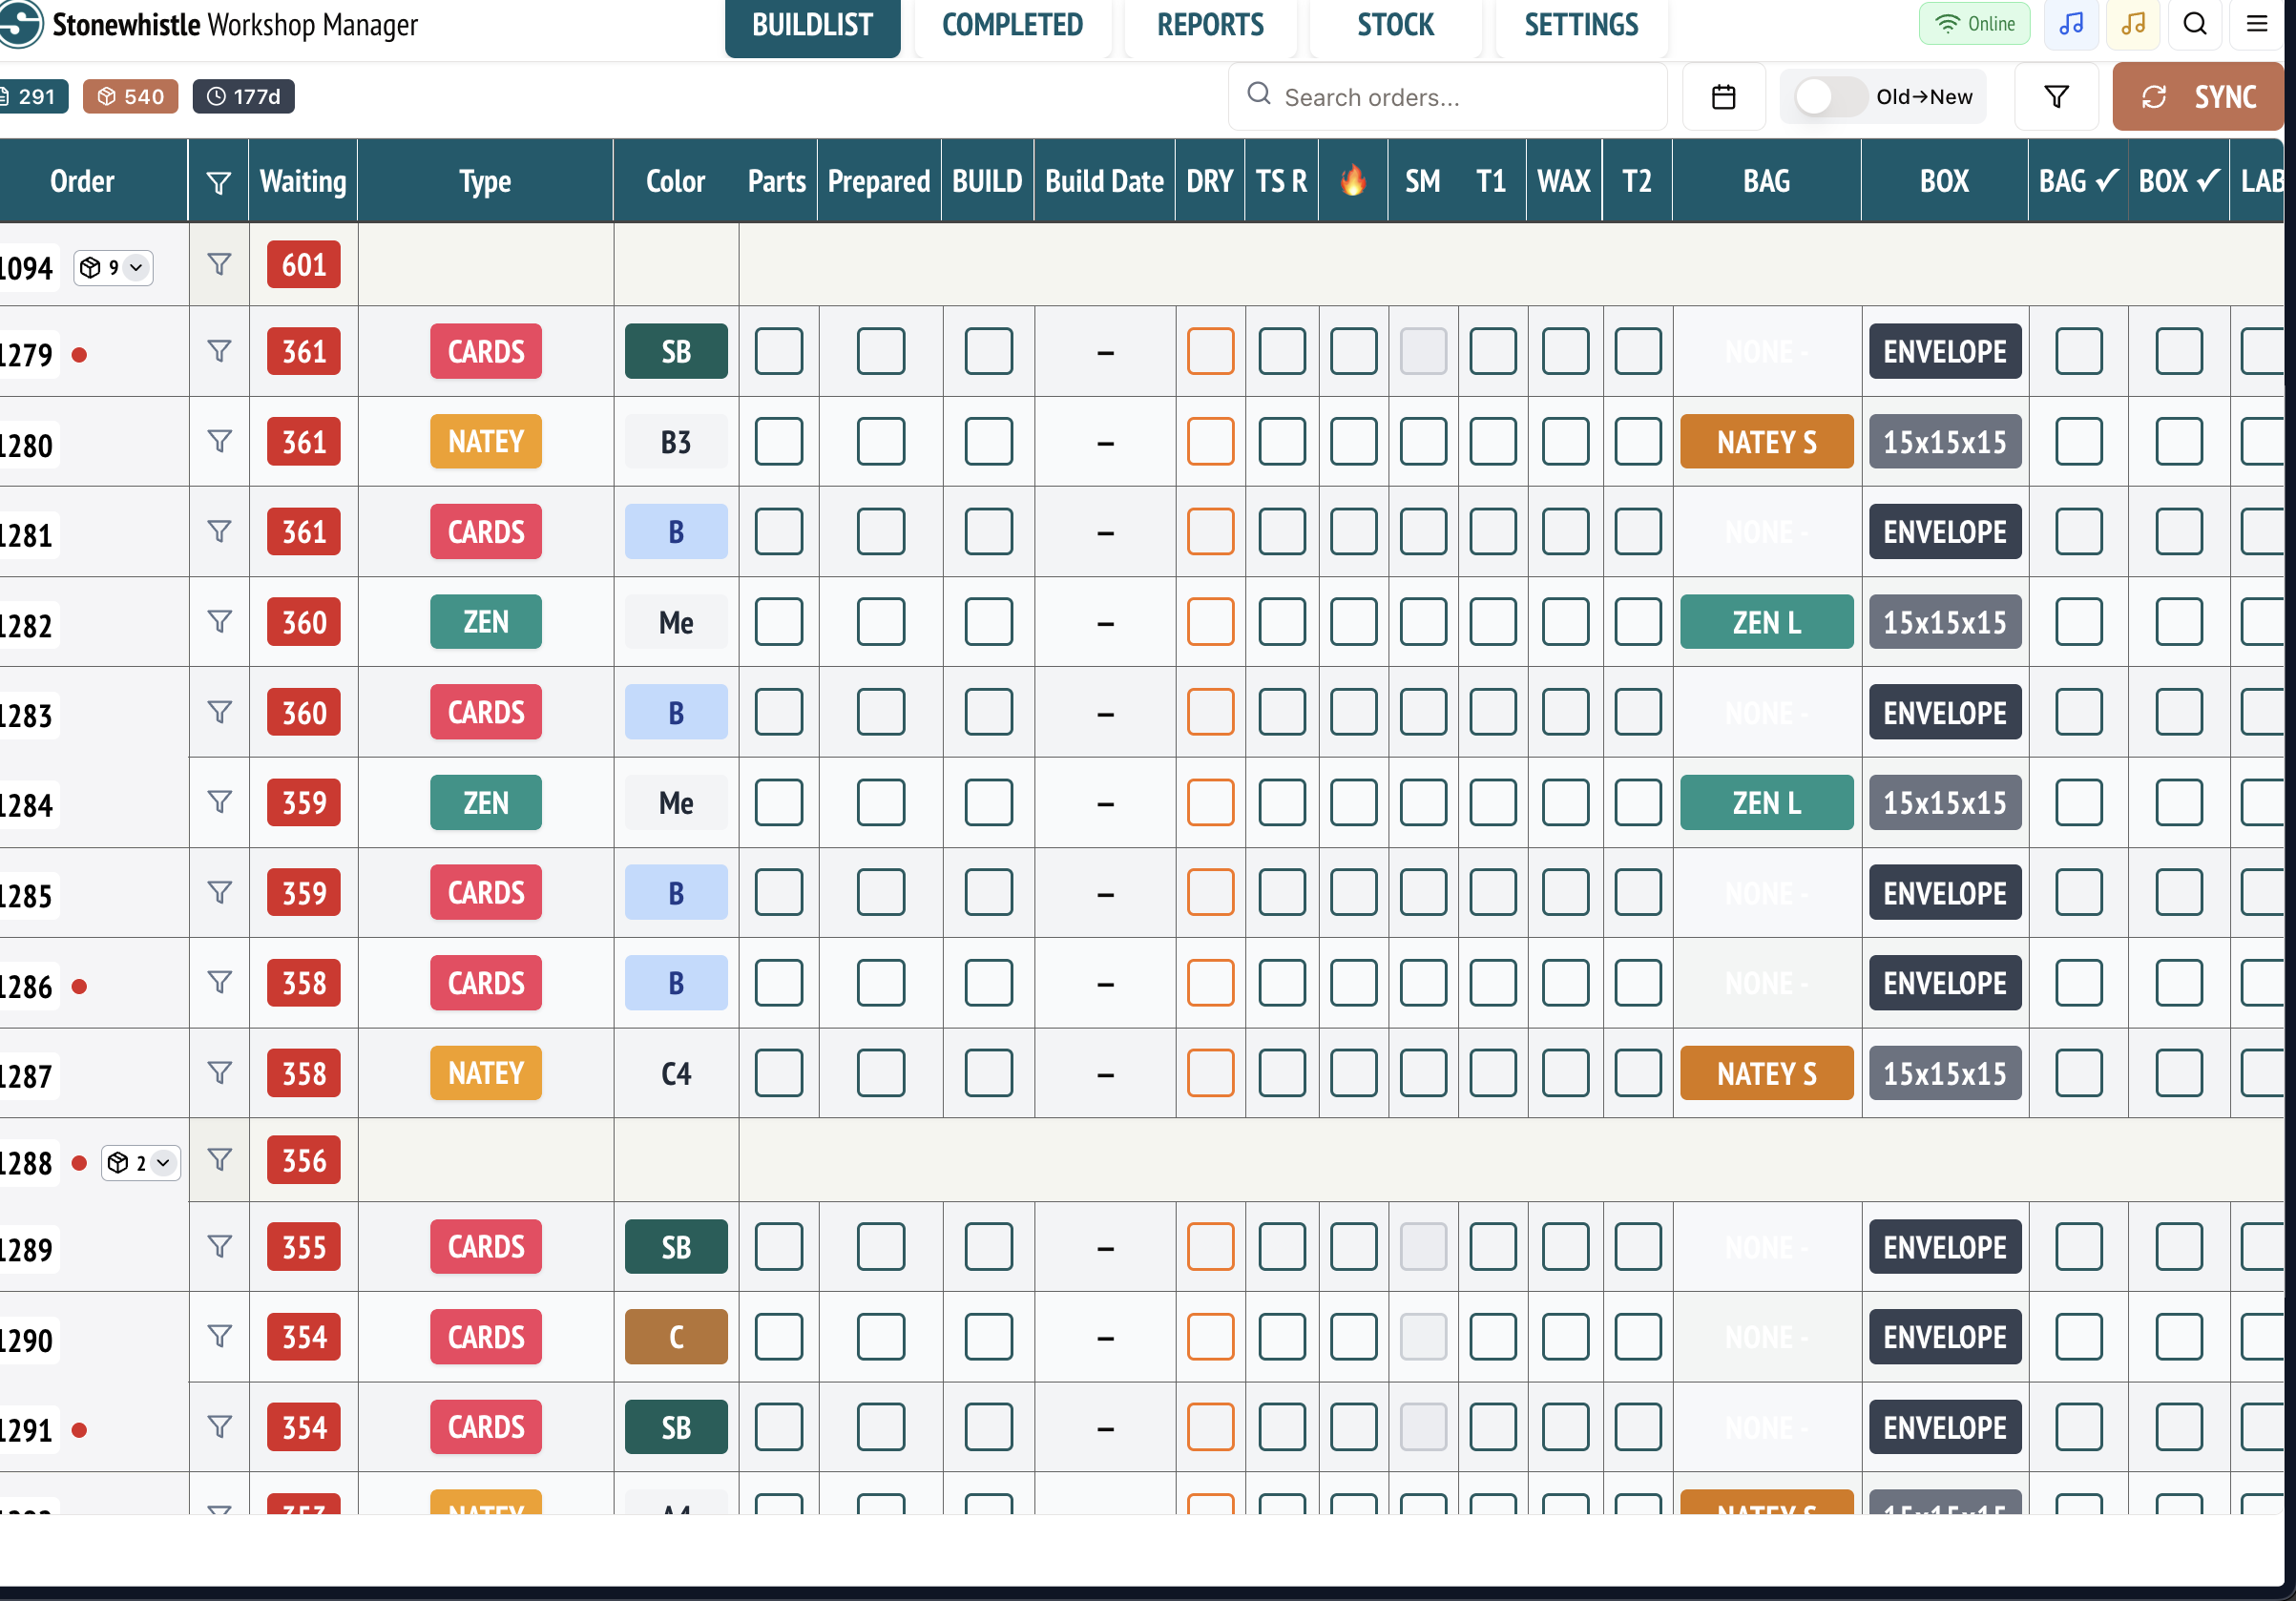 Stonewhistle Workshop Manager BUILDLIST COMPLETED REPORTS STOCK SETTINGS Online
291 540 177d Search orders... Old→New SYNC
Order Waiting Type Color Parts Prepared BUILD Build Date DRY TS R 🔥 SM T1 WAX T2 BAG BOX BAG ✓ BOX ✓ LAB
1094 9 601
1279 361 CARDS SB – NONE - ENVELOPE
1280 361 NATEY B3 – NATEY S 15x15x15
1281 361 CARDS B – NONE - ENVELOPE
1282 360 ZEN Me – ZEN L 15x15x15
1283 360 CARDS B – NONE - ENVELOPE
1284 359 ZEN Me – ZEN L 15x15x15
1285 359 CARDS B – NONE - ENVELOPE
1286 358 CARDS B – NONE - ENVELOPE
1287 358 NATEY C4 – NATEY S 15x15x15
1288 2 356
1289 355 CARDS SB – NONE - ENVELOPE
1290 354 CARDS C – NONE - ENVELOPE
1291 354 CARDS SB – NONE - ENVELOPE
NATEY NATEY S 15x15x15